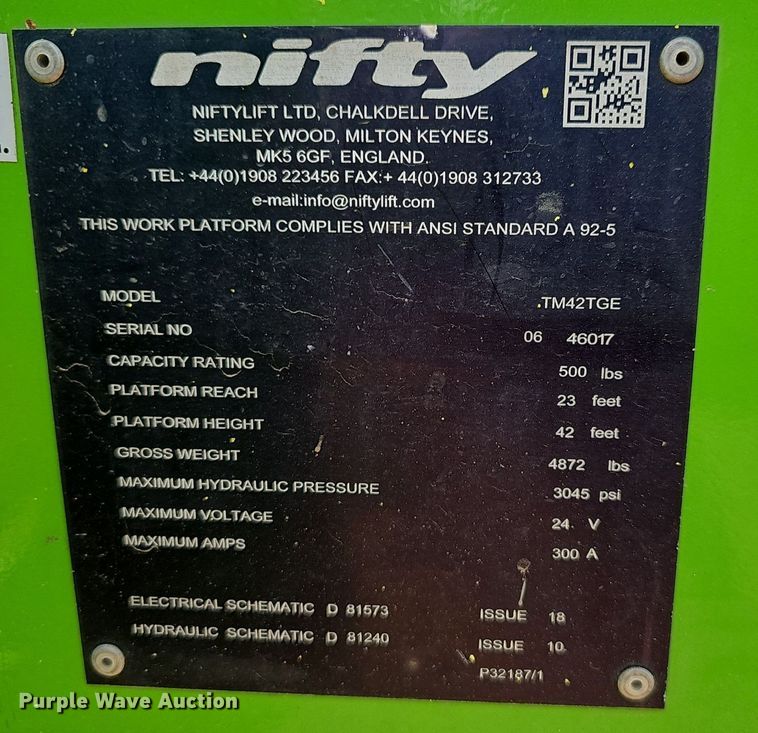 nifty
NIFTYLIFT LTD, CHALKDELL DRIVE,
SHENLEY WOOD, MILTON KEYNES,
MK5 6GF, ENGLAND.
TEL: +44(0)1908 223456 FAX:+ 44(0)1908 312733
e-mail:info@niftylift.com
THIS WORK PLATFORM COMPLIES WITH ANSI STANDARD A 92-5
MODEL TM42TGE
SERIAL NO 06 46017
CAPACITY RATING 500 lbs
PLATFORM REACH 23 feet
PLATFORM HEIGHT 42 feet
GROSS WEIGHT 4872 lbs
MAXIMUM HYDRAULIC PRESSURE 3045 psi
MAXIMUM VOLTAGE 24 V
MAXIMUM AMPS 300 A
ELECTRICAL SCHEMATIC D 81573 ISSUE 18
HYDRAULIC SCHEMATIC D 81240 ISSUE 10
P32187/1
Purple Wave Auction